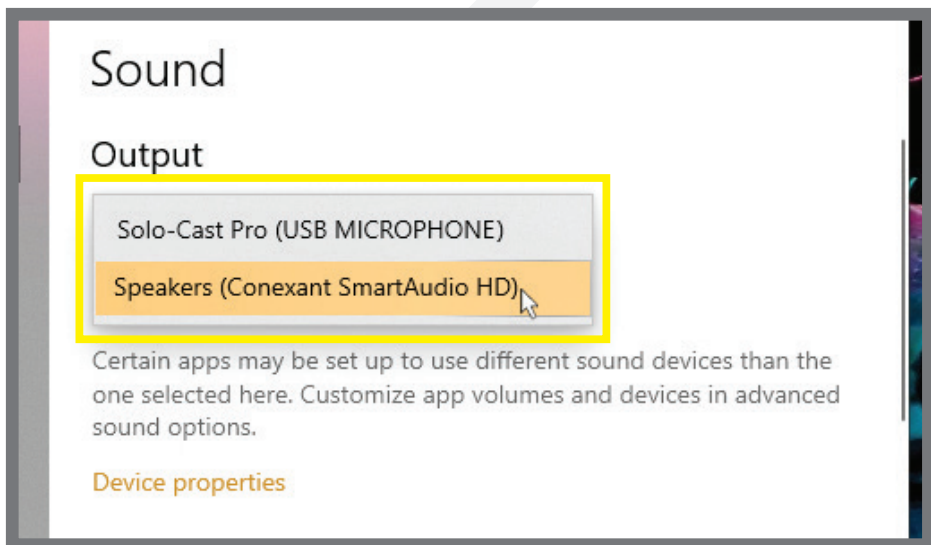 Sound
Output
Solo-Cast Pro (USB MICROPHONE)
Speakers (Conexant SmartAudio HD)
Certain apps may be set up to use different sound devices than the
one selected here. Customize app volumes and devices in advanced
sound options.
Device properties